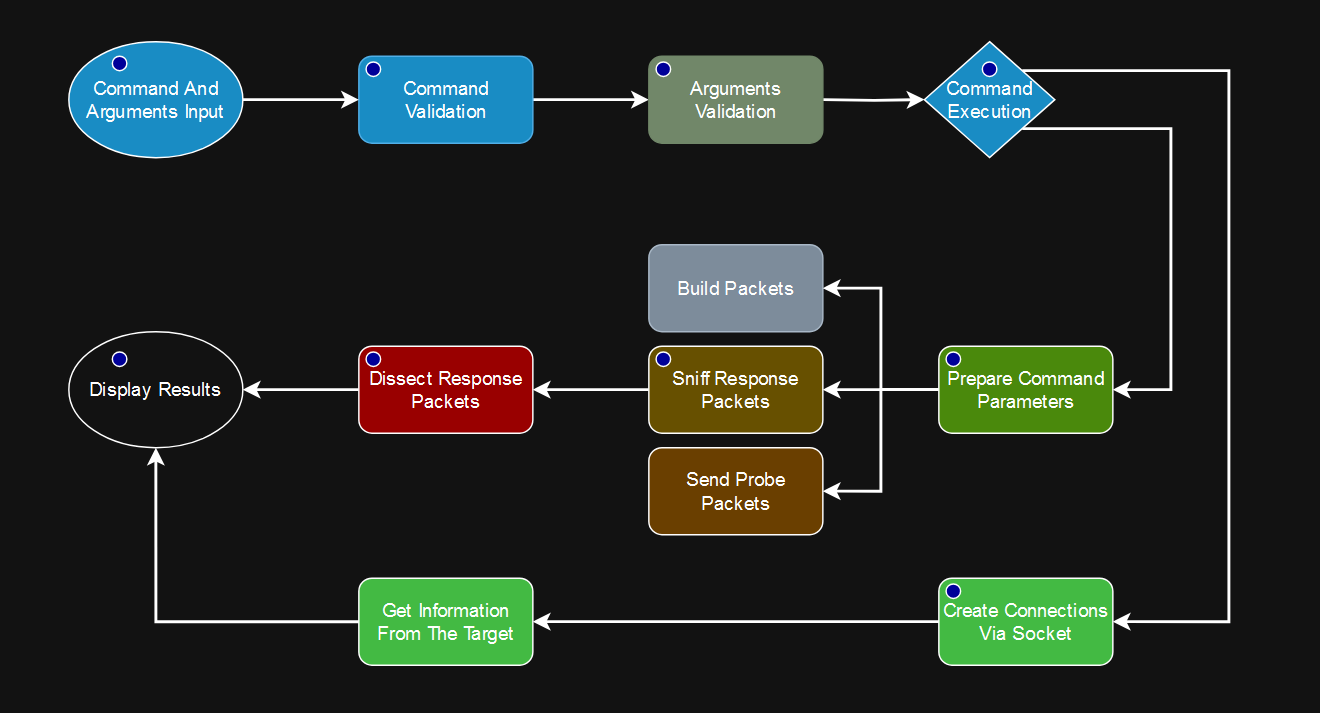 Command And
Arguments Input
Command
Validation
Arguments
Validation
Command
Execution
Build Packets
Display Results
Dissect Response
Packets
Sniff Response
Packets
Prepare Command
Parameters
Send Probe
Packets
Get Information
From The Target
Create Connections
Via Socket